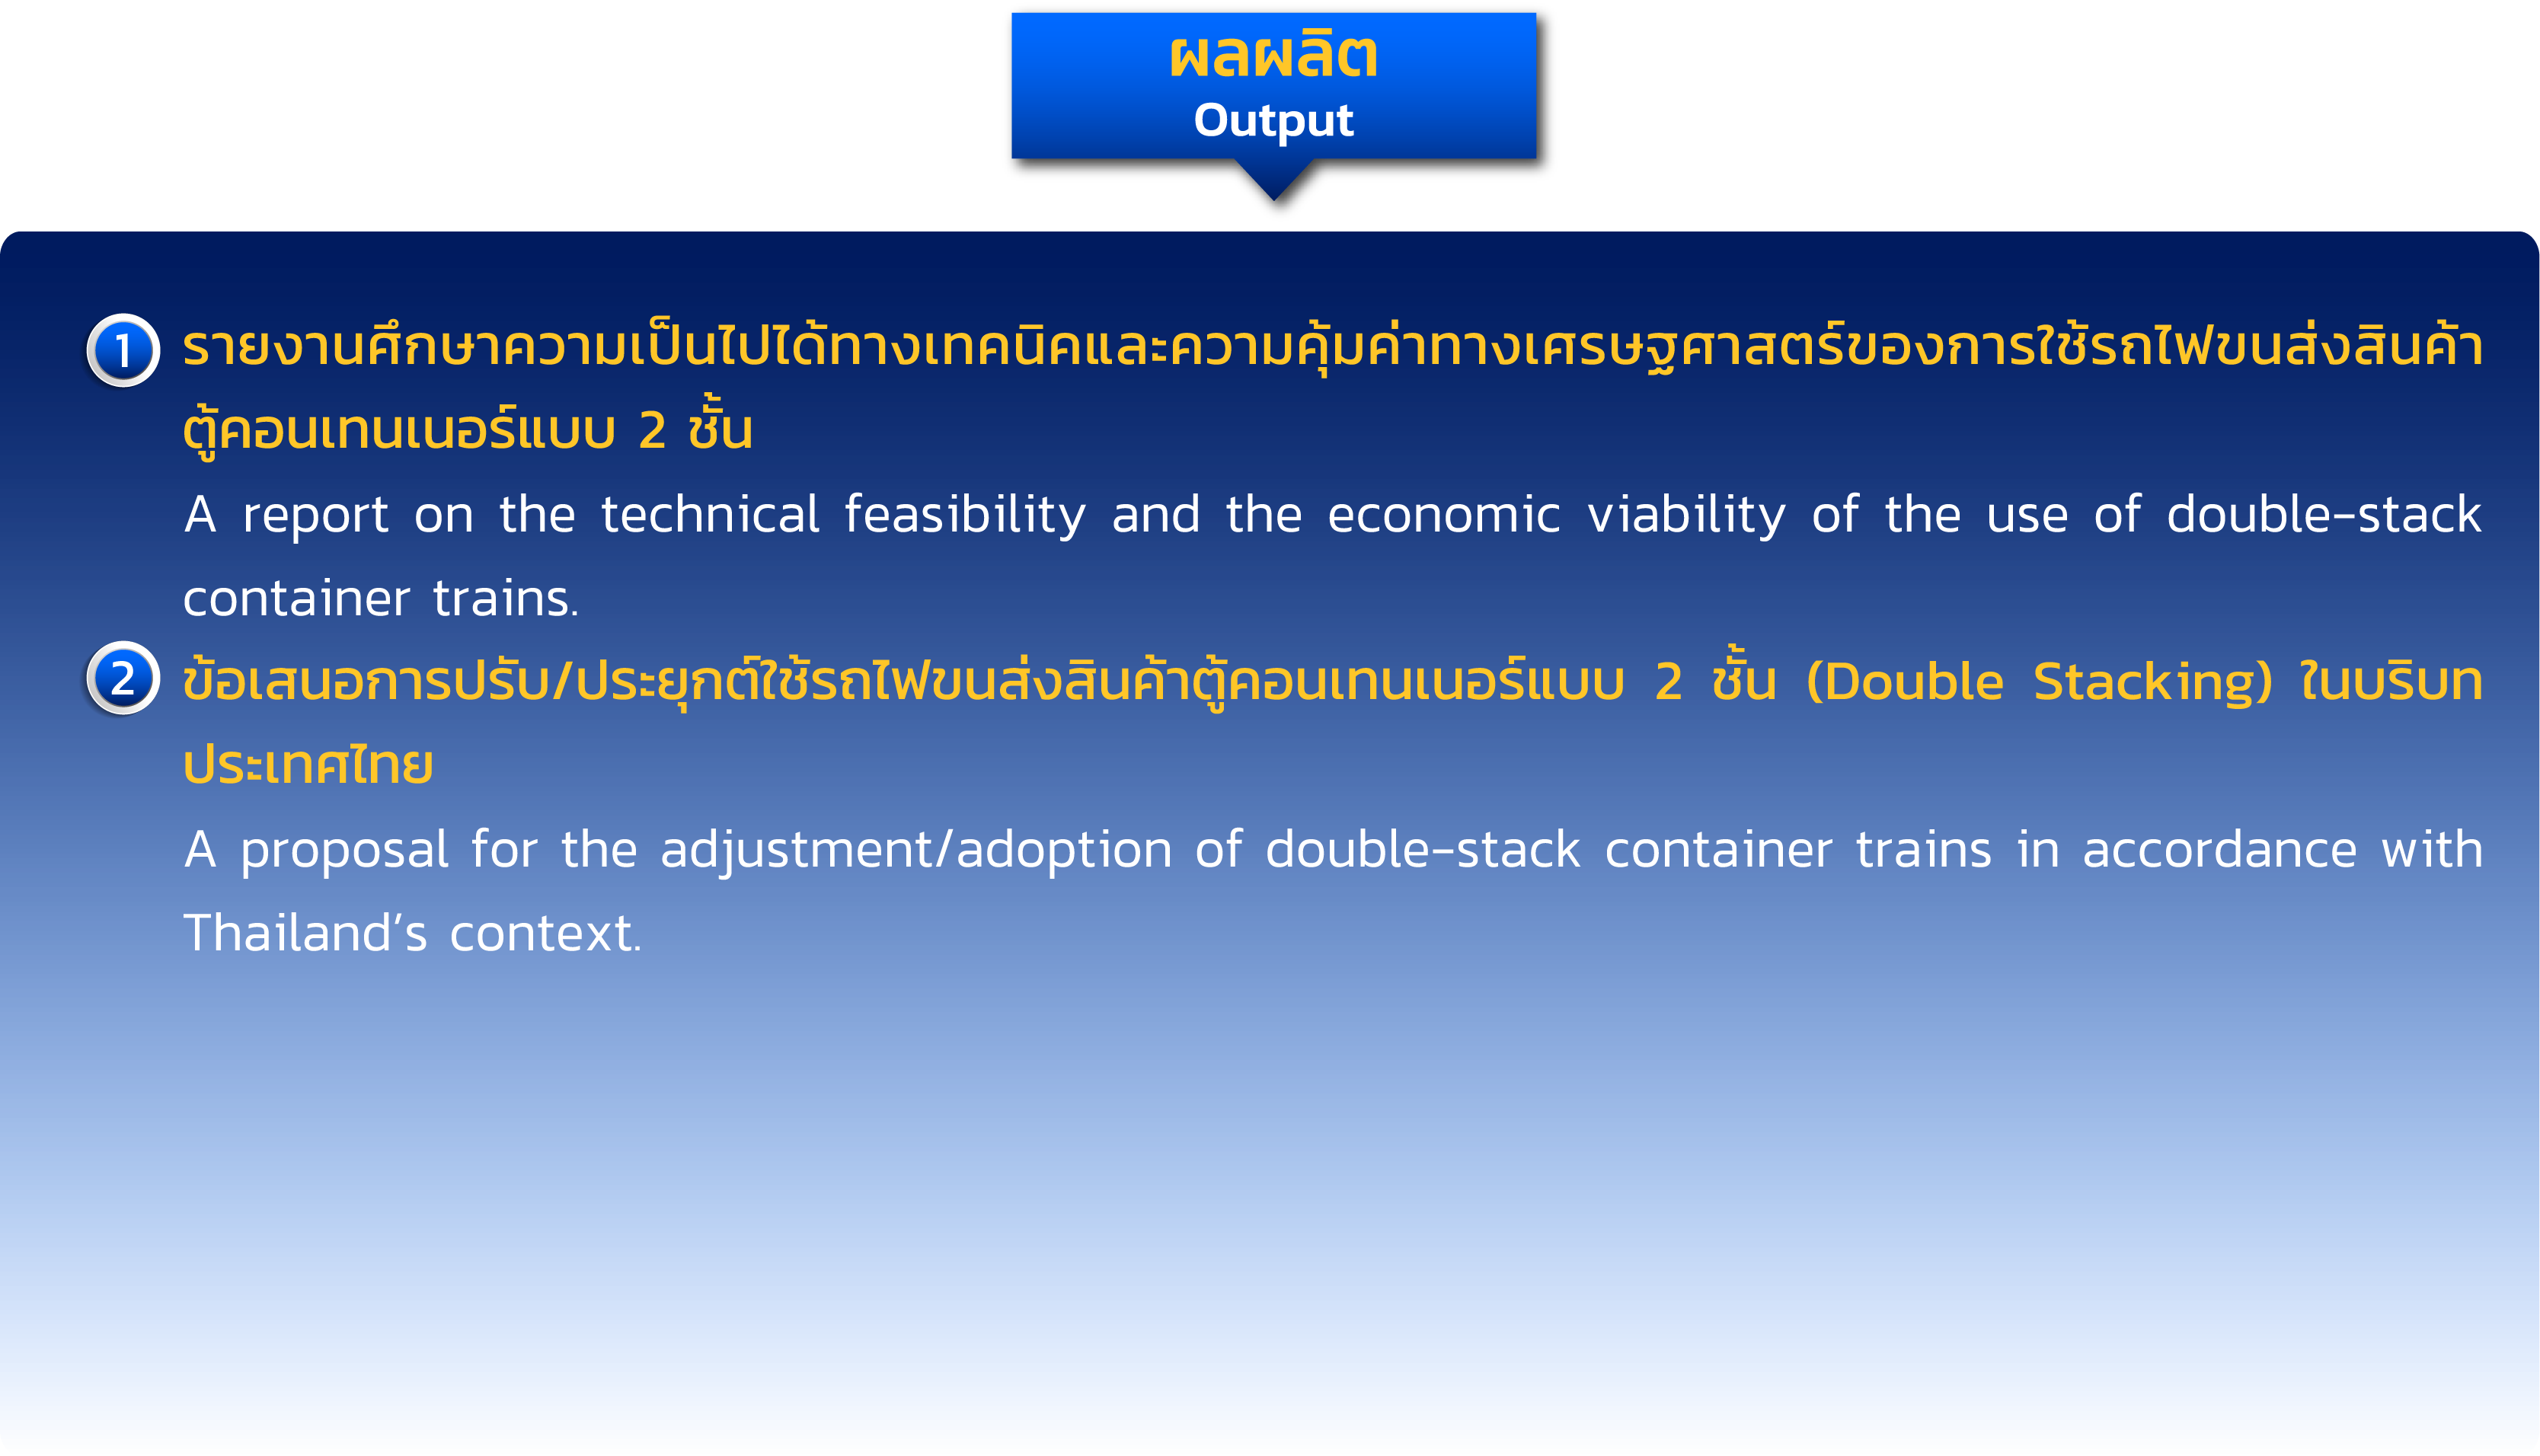 ผลผลิต
Output
1 รายงานศึกษาความเป็นไปได้ทางเทคนิคและความคุ้มค่าทางเศรษฐศาสตร์ของการใช้รถไฟขนส่งสินค้า
ตู้คอนเทนเนอร์แบบ 2 ชั้น
A report on the technical feasibility and the economic viability of the use of double-stack
container trains.
2 ข้อเสนอการปรับ/ประยุกต์ใช้รถไฟขนส่งสินค้าตู้คอนเทนเนอร์แบบ 2 ชั้น (Double Stacking) ในบริบท
ประเทศไทย
A proposal for the adjustment/adoption of double-stack container trains in accordance with
Thailand’s context.